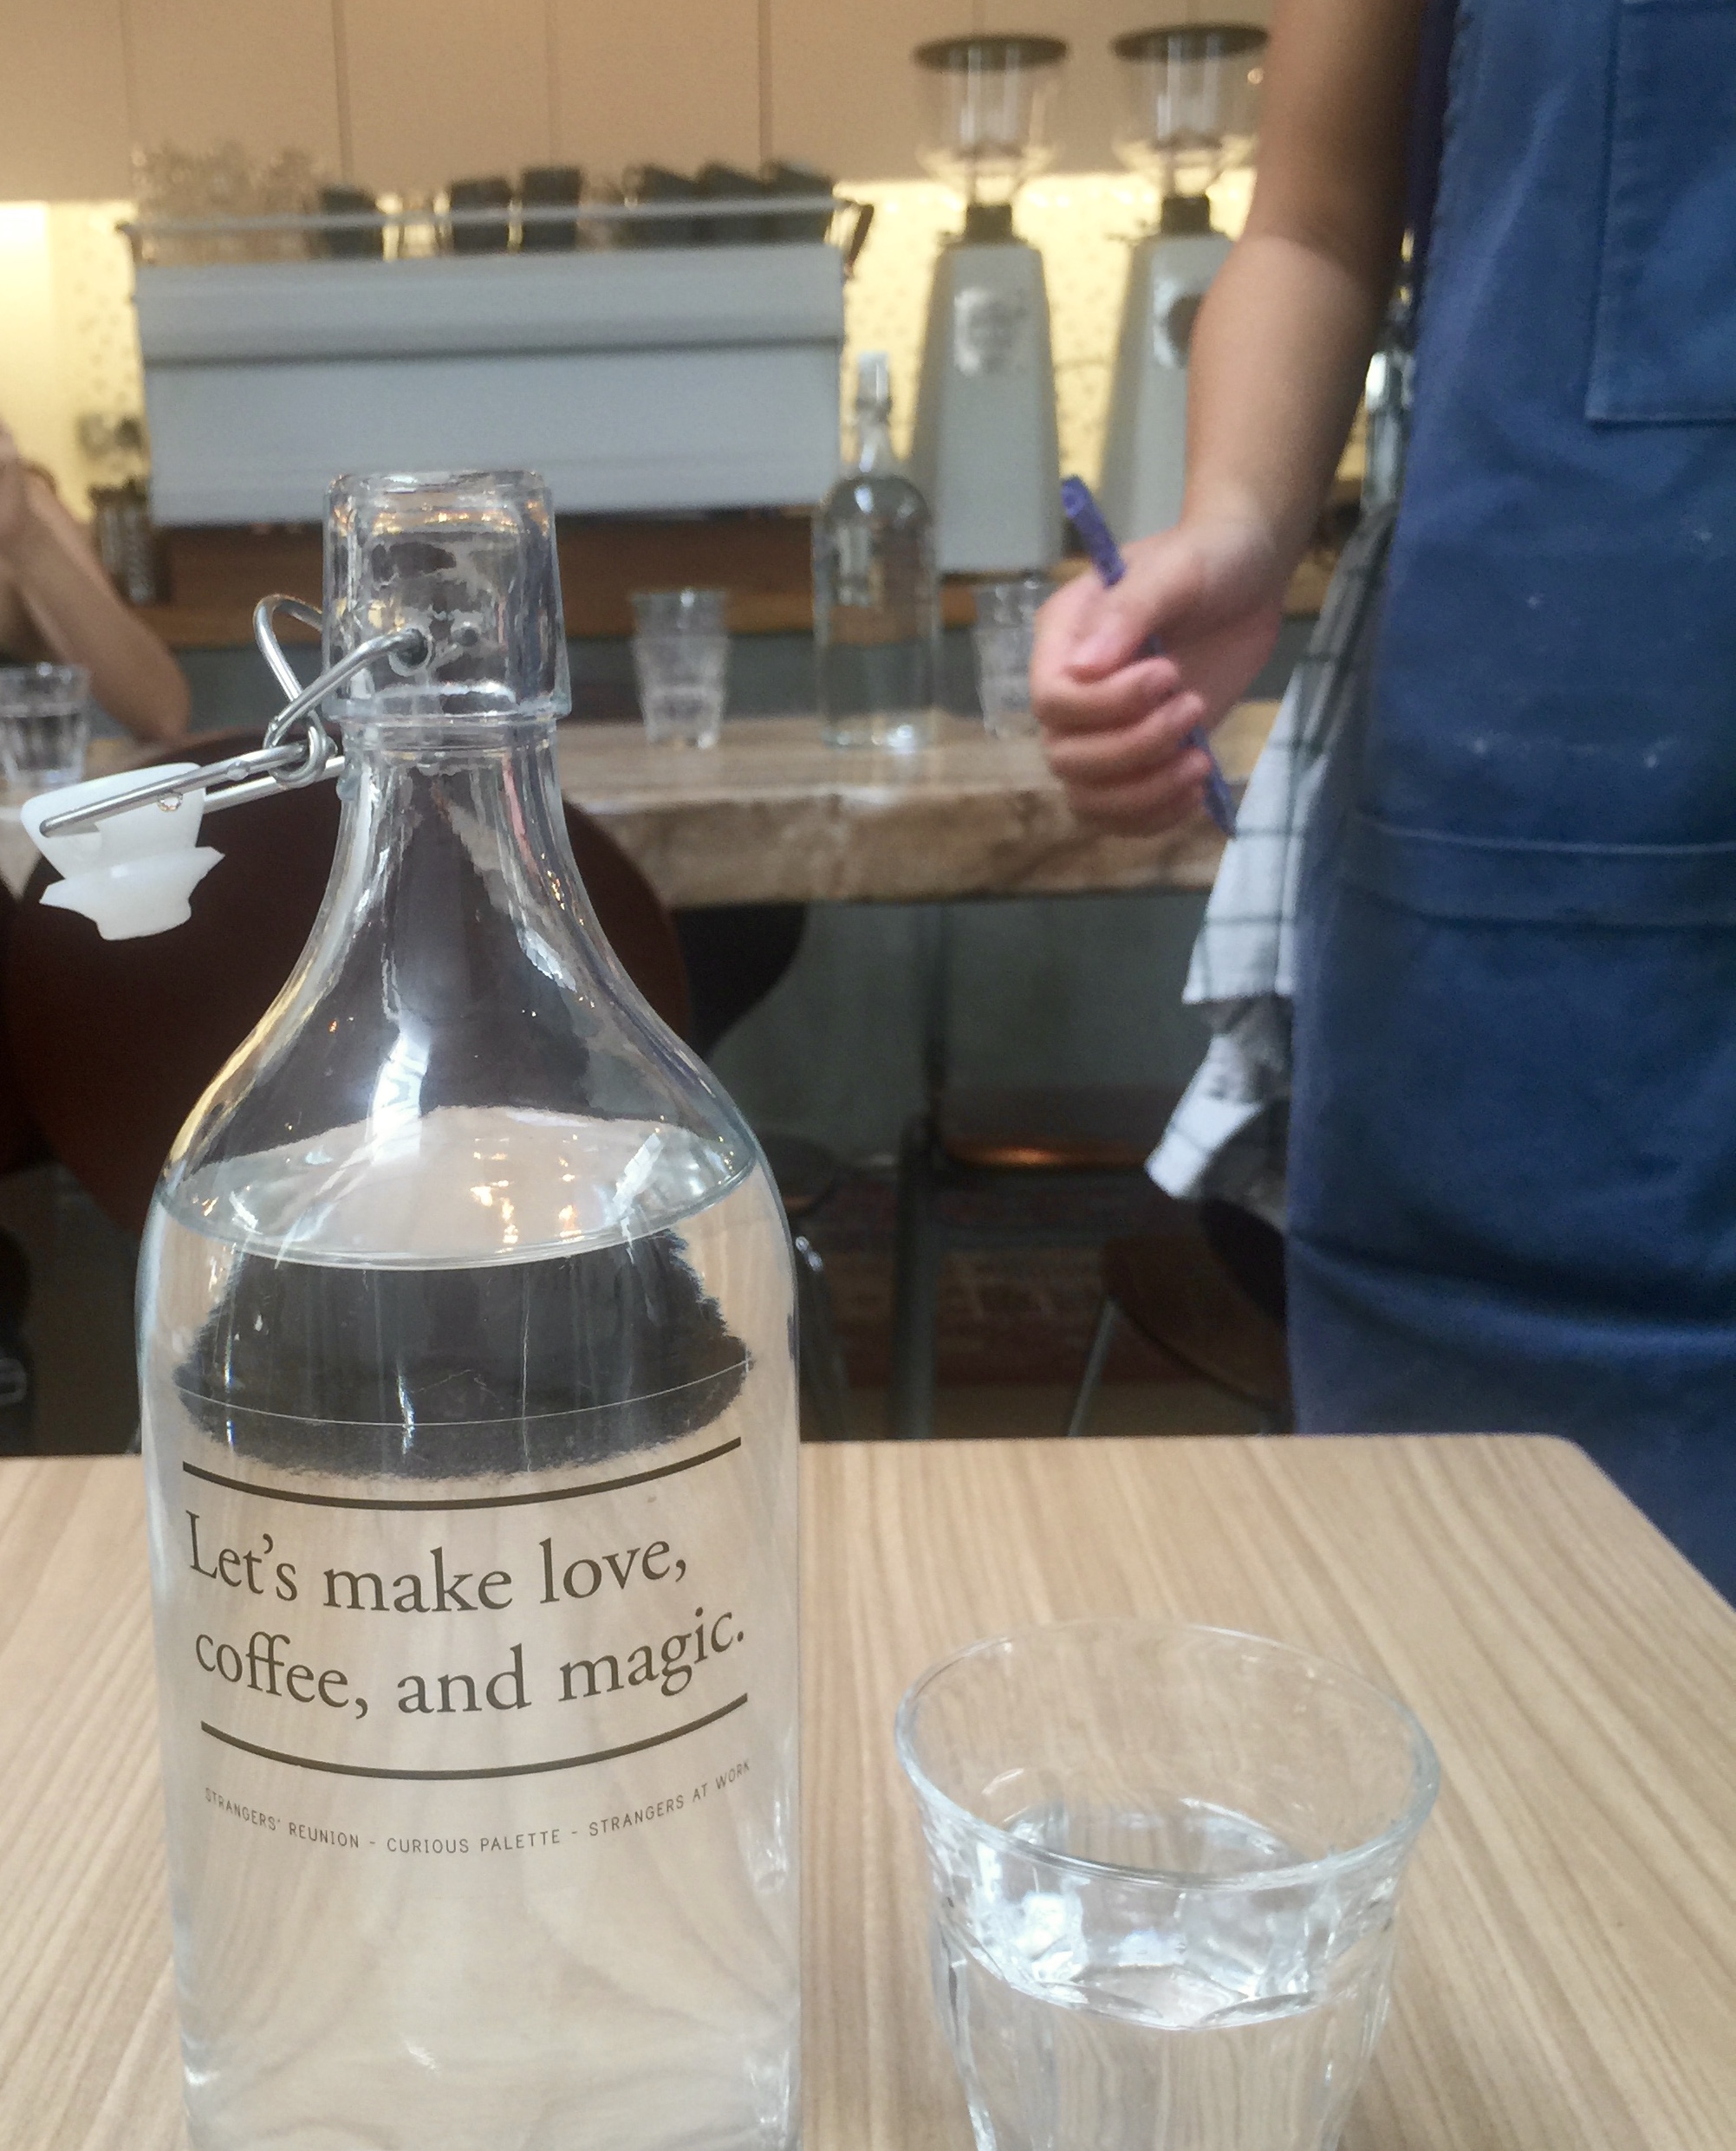 Let's make love,
coffee, and magic.
STRANGERS' REUNION - CURIOUS PALETTE - STRANGERS AT WORK